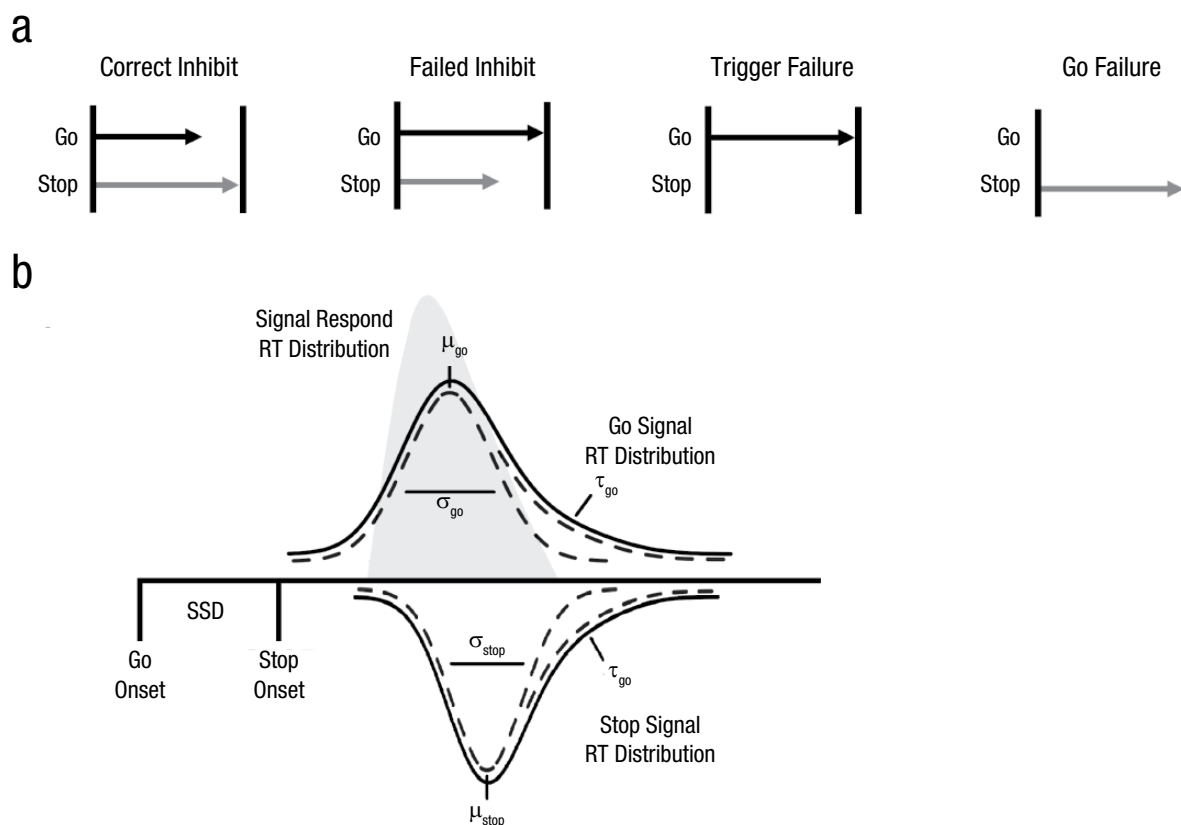 a
Correct Inhibit
Go
Stop
Failed Inhibit
Go
Stop
Trigger Failure
Go
Stop
Go Failure
Go
Stop
b
Signal Respond
RT Distribution
μgo
σgo
Go Signal
RT Distribution
τgo
SSD
Go
Onset
Stop
Onset
σstop
τgo
Stop Signal
RT Distribution
μstop